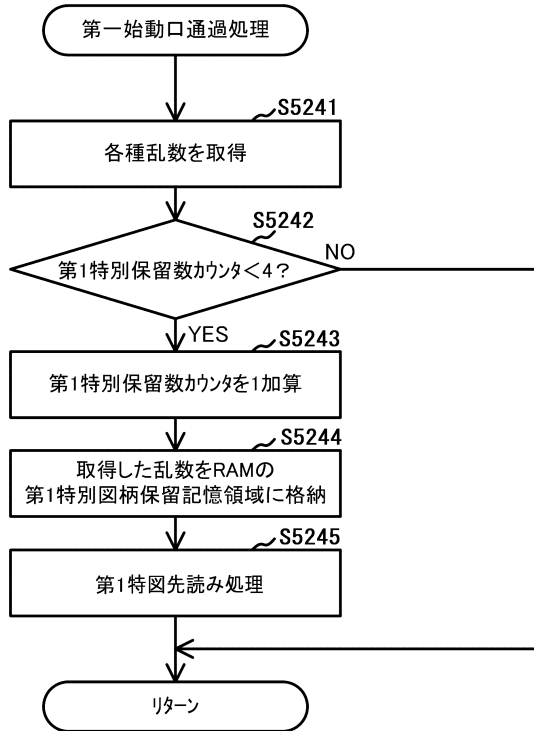 第一始動口通過処理
S5241
各種乱数を取得
S5242
第1特別保留数カウンタ＜4？
NO
YES
S5243
第1特別保留数カウンタを1加算
S5244
取得した乱数をRAMの
第1特別図柄保留記憶領域に格納
S5245
第1特図先読み処理
リターン